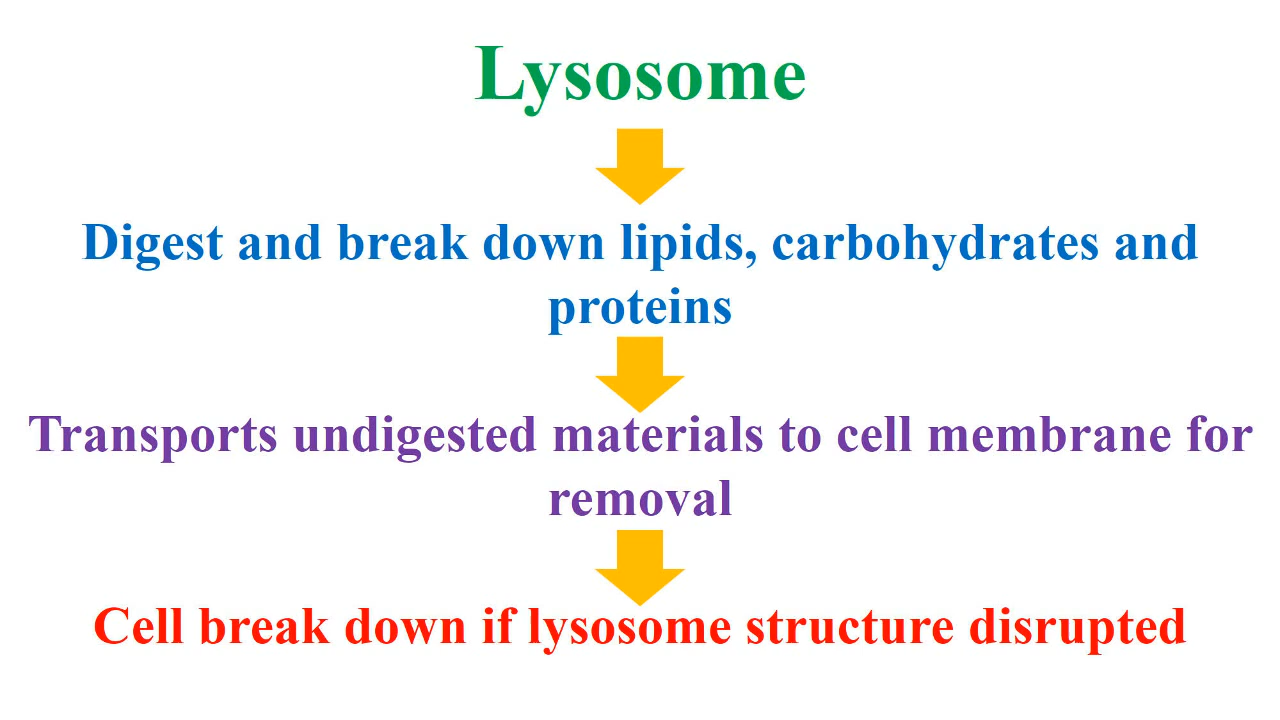 Lysosome
Digest and break down lipids, carbohydrates and
proteins
Transports undigested materials to cell membrane for
removal
Cell break down if lysosome structure disrupted